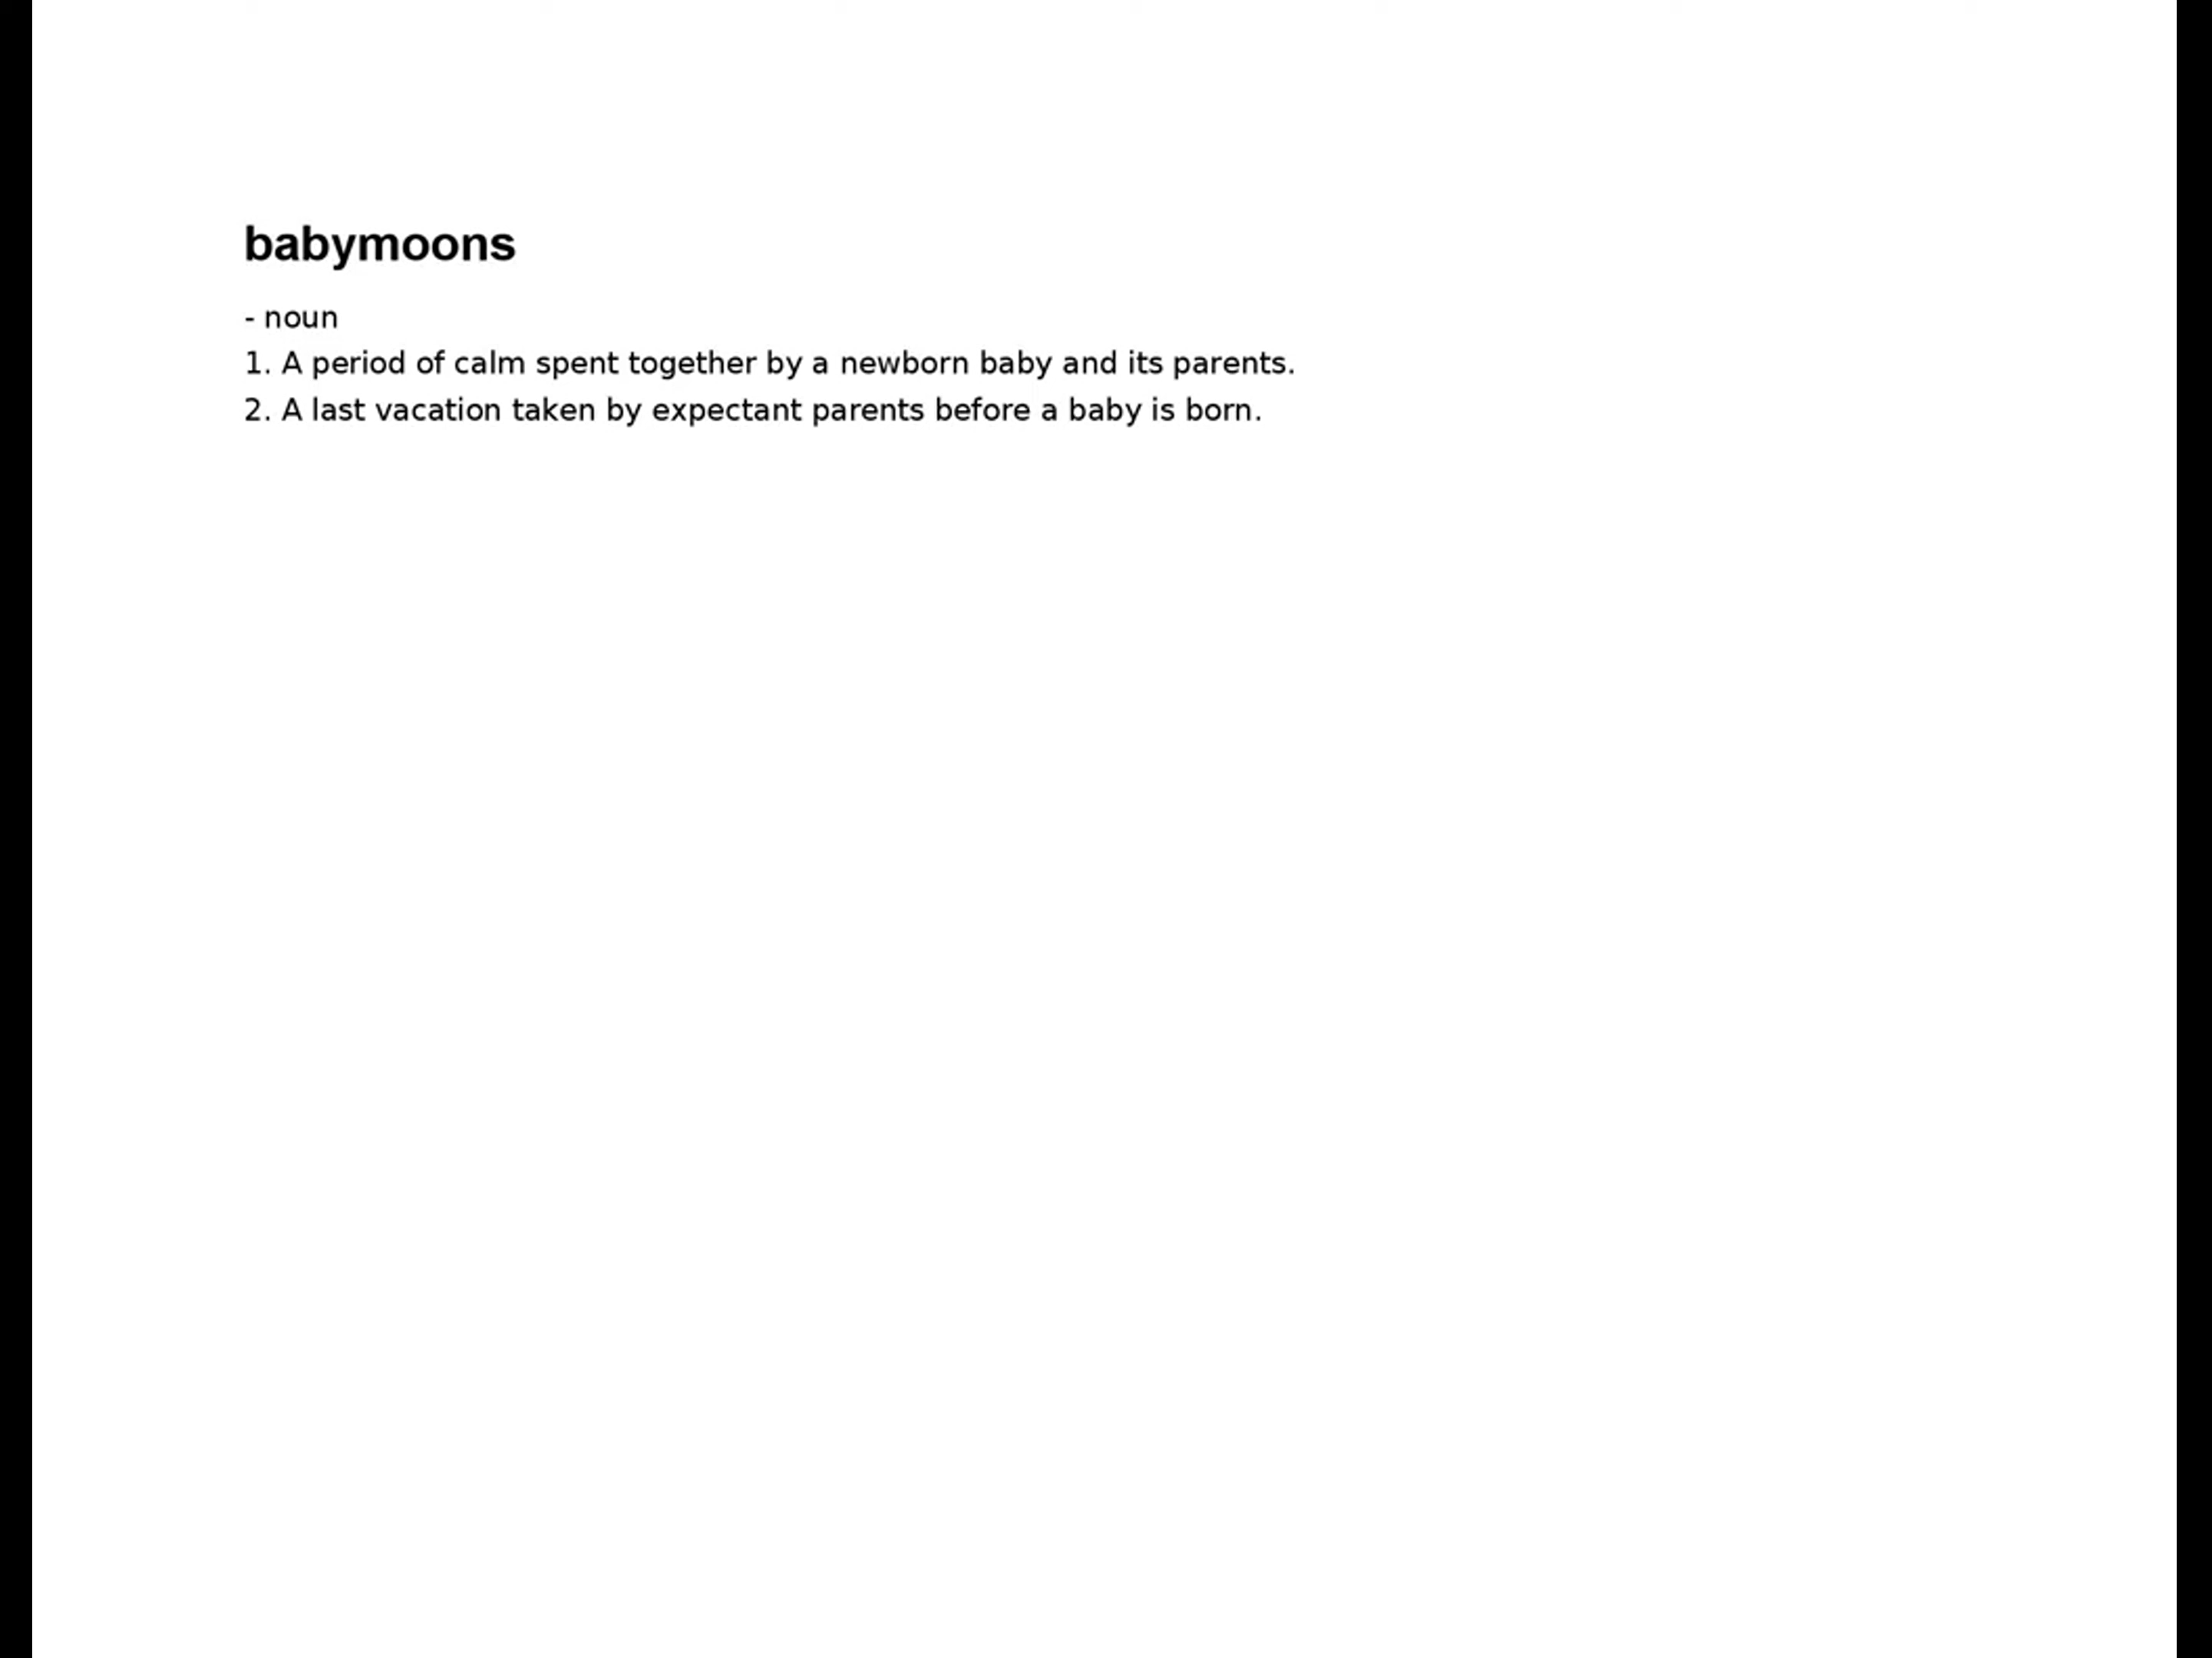 babymoons
- noun
1. A period of calm spent together by a newborn baby and its parents.
2. A last vacation taken by expectant parents before a baby is born.